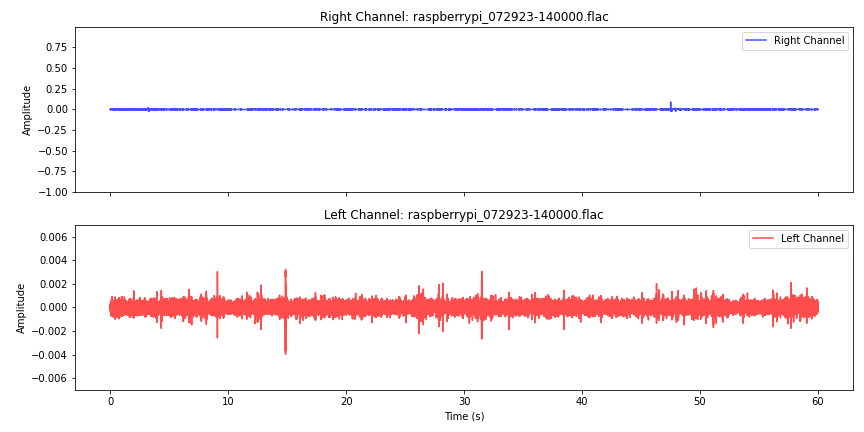 Right Channel: raspberrypi_072923-140000.flac
Right Channel
Amplitude
0.75
0.50
0.25
0.00
−0.25
−0.50
−0.75
−1.00
Left Channel: raspberrypi_072923-140000.flac
Left Channel
Amplitude
0.006
0.004
0.002
0.000
−0.002
−0.004
−0.006
0 10 20 30 40 50 60
Time (s)